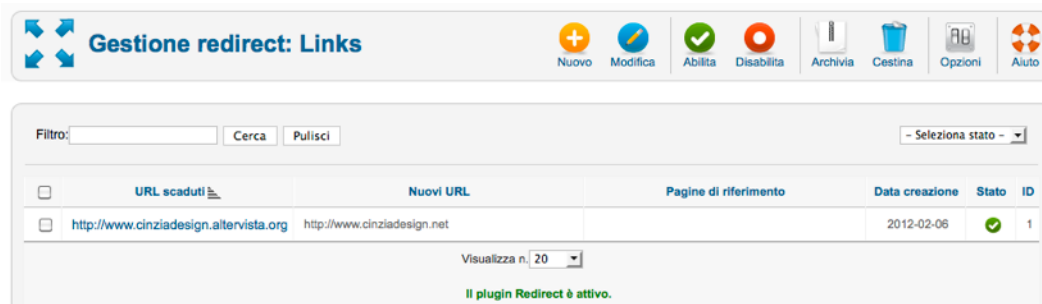 Gestione redirect: Links
Nuovo Modifica Abilita Disabilita Archivia Cestina Opzioni Aiuto
Filtro: Cerca Pulisci - Seleziona stato -
URL scaduti Nuovi URL Pagine di riferimento Data creazione Stato ID
http://www.cinziadesign.altervista.org http://www.cinziadesign.net 2012-02-06 1
Visualizza n. 20
Il plugin Redirect è attivo.